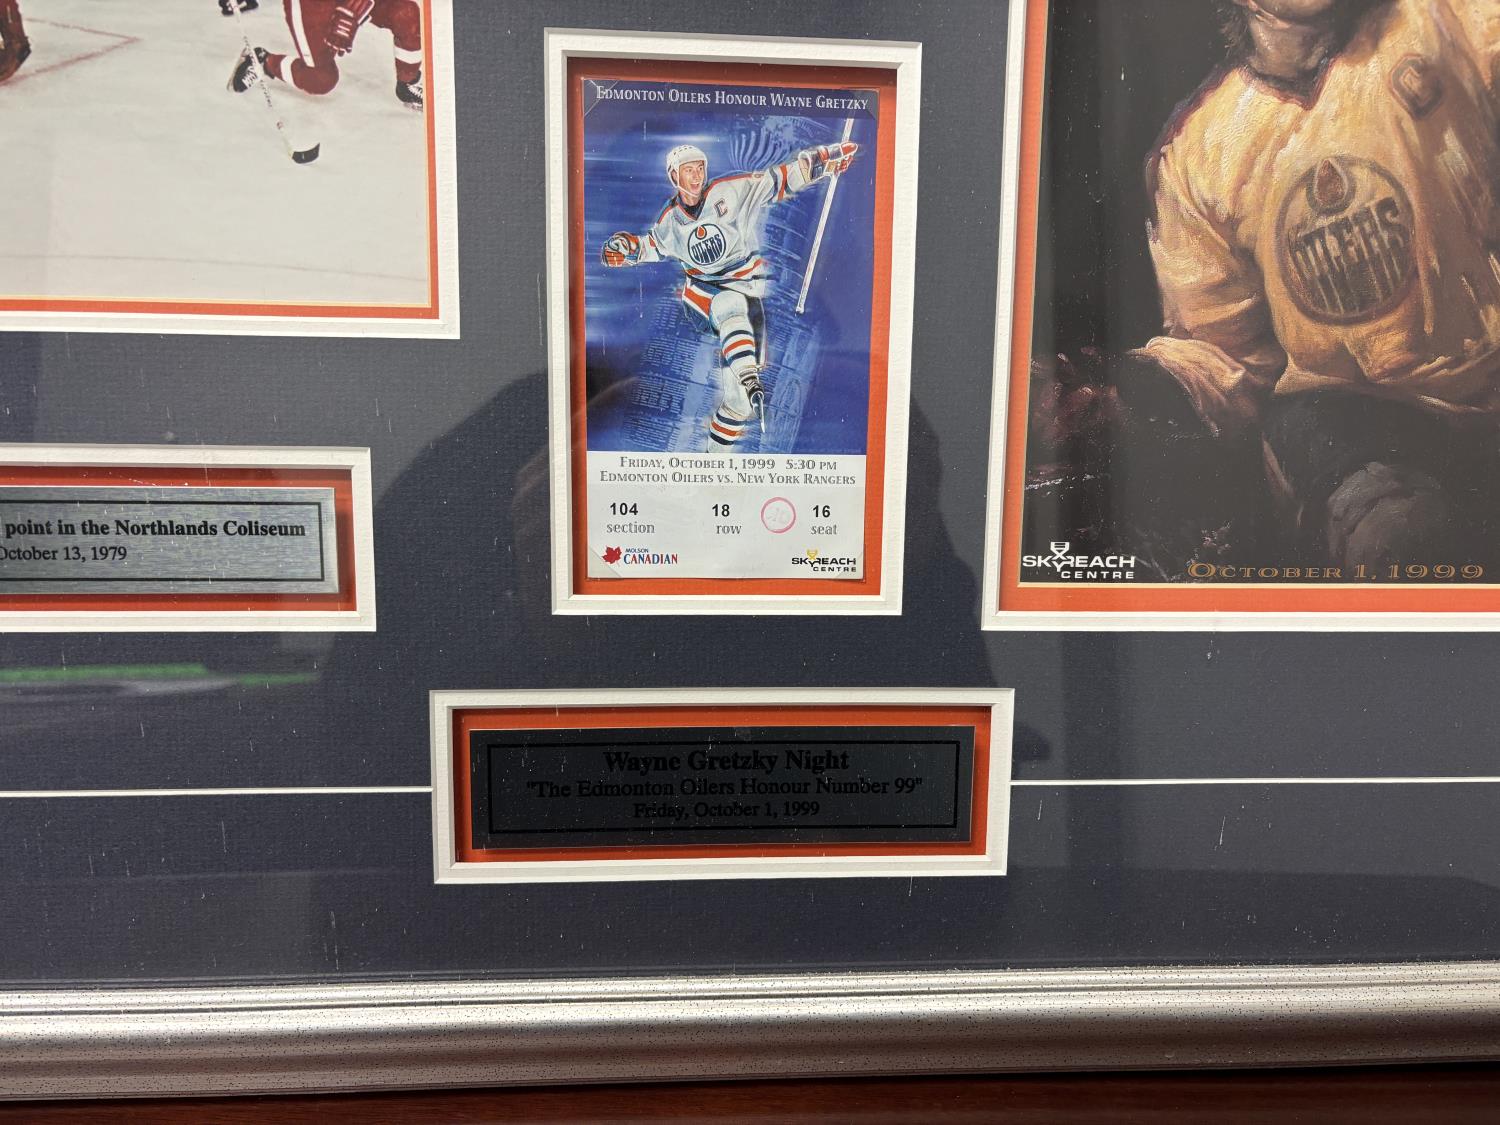 EDMONTON OILERS HONOUR WAYNE GRETZKY
C
OILERS
FRIDAY, OCTOBER 1, 1999 5:30 PM
EDMONTON OILERS VS. NEW YORK RANGERS
104 18 16
section row seat
MOLSON
CANADIAN
SKYREACH
CENTRE
C
OILERS
SKYREACH
CENTRE
OCTOBER 1, 1999
point in the Northlands Coliseum
October 13, 1979
Wayne Gretzky Night
"The Edmonton Oilers Honour Number 99"
Friday, October 1, 1999